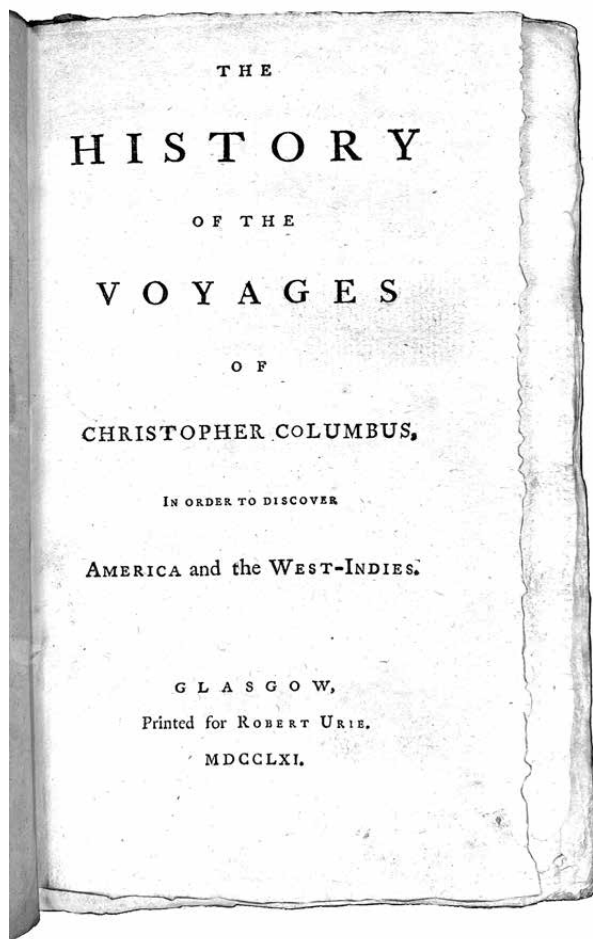 THE
HISTORY
OF THE
VOYAGES
OF
CHRISTOPHER COLUMBUS,
IN ORDER TO DISCOVER
AMERICA and the WEST-INDIES.
GLASGOW,
Printed for ROBERT URIE.
MDCCLXI.